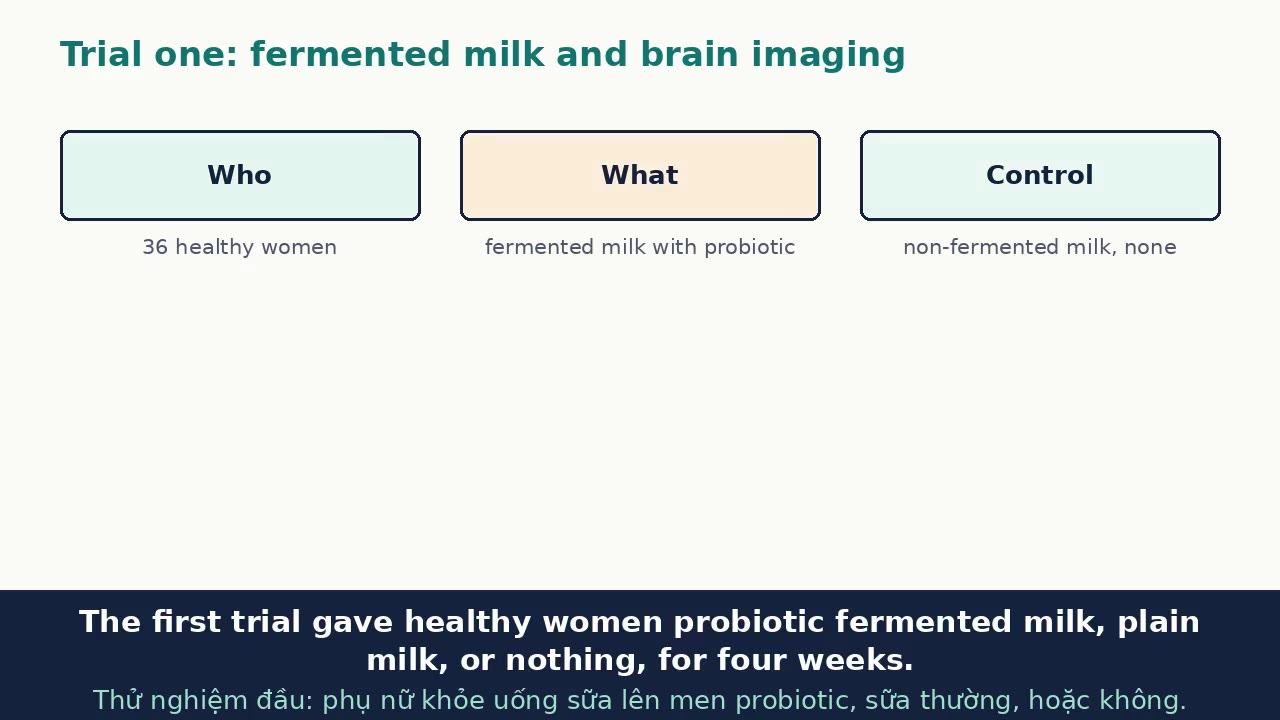 Trial one: fermented milk and brain imaging
Who
What
Control
36 healthy women
fermented milk with probiotic
non-fermented milk, none
The first trial gave healthy women probiotic fermented milk, plain
milk, or nothing, for four weeks.
Thử nghiệm đầu: phụ nữ khỏe uống sữa lên men probiotic, sữa thường, hoặc không.